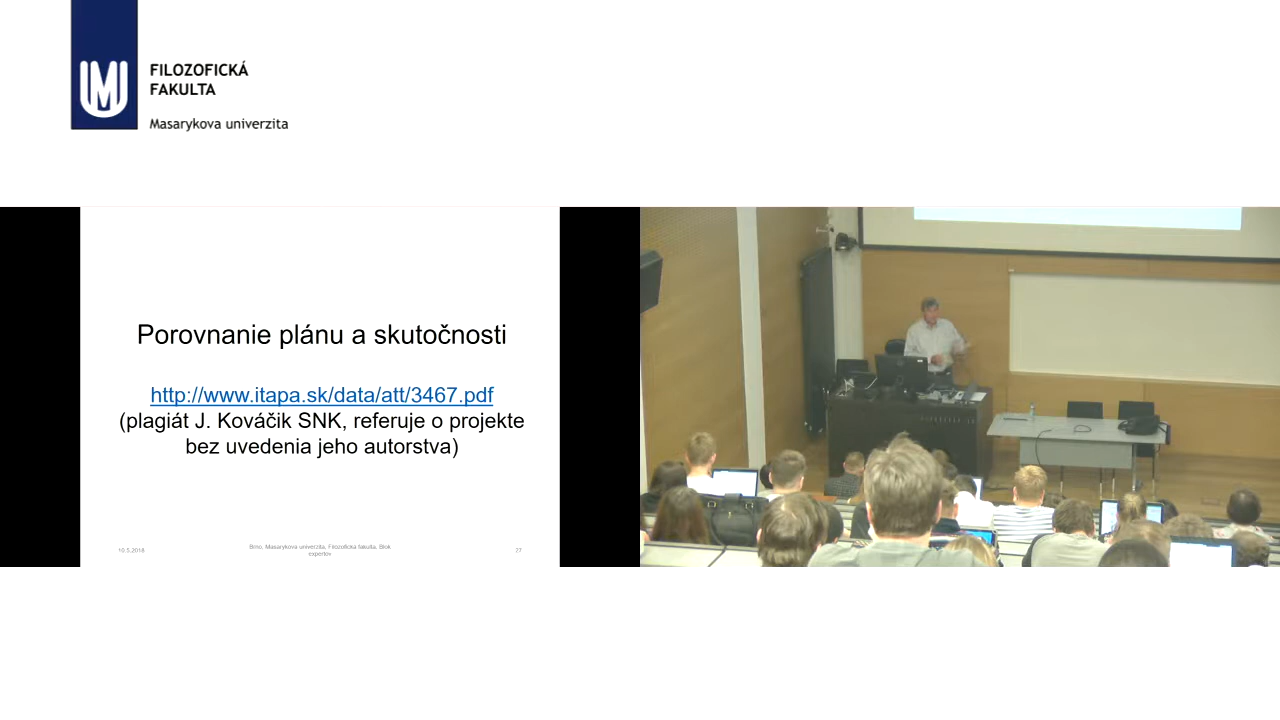 FILOZOFICKÁ
FAKULTA
Masarykova univerzita
Porovnanie plánu a skutočnosti
http://www.itapa.sk/data/att/3467.pdf
(plagiát J. Kováčik SNK, referuje o projekte
bez uvedenia jeho autorstva)
10.5.2018
Brno, Masarykova univerzita, Filozofická fakulta, Blok
expertov
27